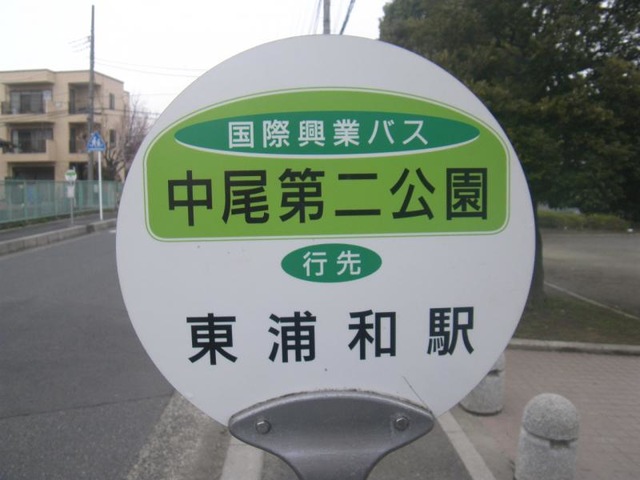 国際興業バス
中尾第二公園
行先
東浦和駅